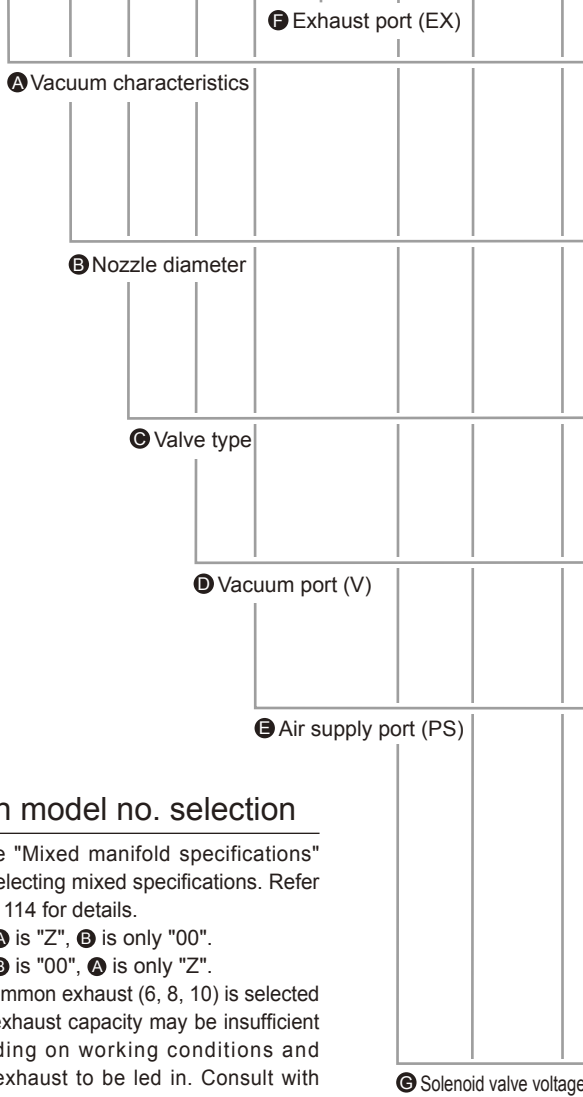 F Exhaust port (EX)
A Vacuum characteristics
B Nozzle diameter
C Valve type
D Vacuum port (V)
E Air supply port (PS)
model no. selection
"Mixed manifold specifications"
electing mixed specifications. Refer
114 for details.
A is "Z", B is only "00".
B is "00", A is only "Z".
mmon exhaust (6, 8, 10) is selected
exhaust capacity may be insufficient
ding on working conditions and
exhaust to be led in. Consult with
G Solenoid valve voltage